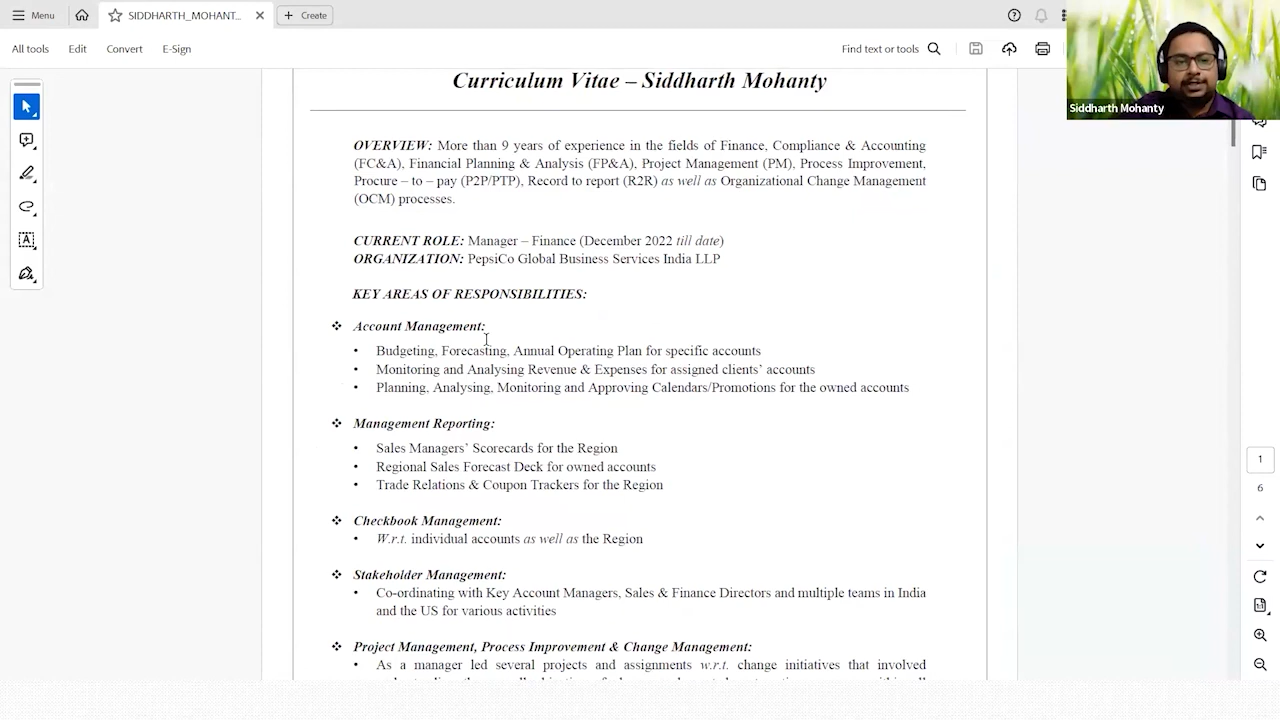 Menu
SIDDHARTH_MOHANT...
Create
All tools
Edit
Convert
E-Sign
Find text or tools
Siddharth Mohanty
Curriculum Vitae – Siddharth Mohanty
OVERVIEW: More than 9 years of experience in the fields of Finance, Compliance & Accounting
(FC&A), Financial Planning & Analysis (FP&A), Project Management (PM), Process Improvement,
Procure – to – pay (P2P/PTP), Record to report (R2R) as well as Organizational Change Management
(OCM) processes.
CURRENT ROLE: Manager – Finance (December 2022 till date)
ORGANIZATION: PepsiCo Global Business Services India LLP
KEY AREAS OF RESPONSIBILITIES:
❖ Account Management:
• Budgeting, Forecasting, Annual Operating Plan for specific accounts
• Monitoring and Analysing Revenue & Expenses for assigned clients’ accounts
• Planning, Analysing, Monitoring and Approving Calendars/Promotions for the owned accounts
❖ Management Reporting:
• Sales Managers’ Scorecards for the Region
• Regional Sales Forecast Deck for owned accounts
• Trade Relations & Coupon Trackers for the Region
❖ Checkbook Management:
• W.r.t. individual accounts as well as the Region
❖ Stakeholder Management:
• Co-ordinating with Key Account Managers, Sales & Finance Directors and multiple teams in India
and the US for various activities
❖ Project Management, Process Improvement & Change Management:
• As a manager led several projects and assignments w.r.t. change initiatives that involved
1
6